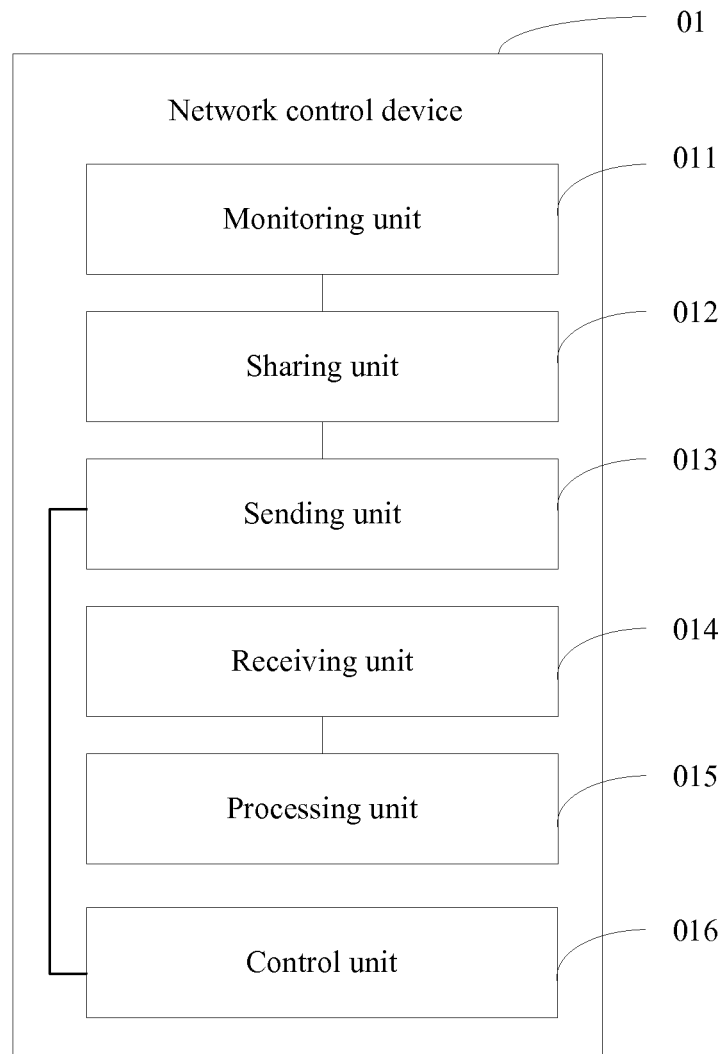 01
Network control device
011
Monitoring unit
012
Sharing unit
013
Sending unit
014
Receiving unit
015
Processing unit
016
Control unit